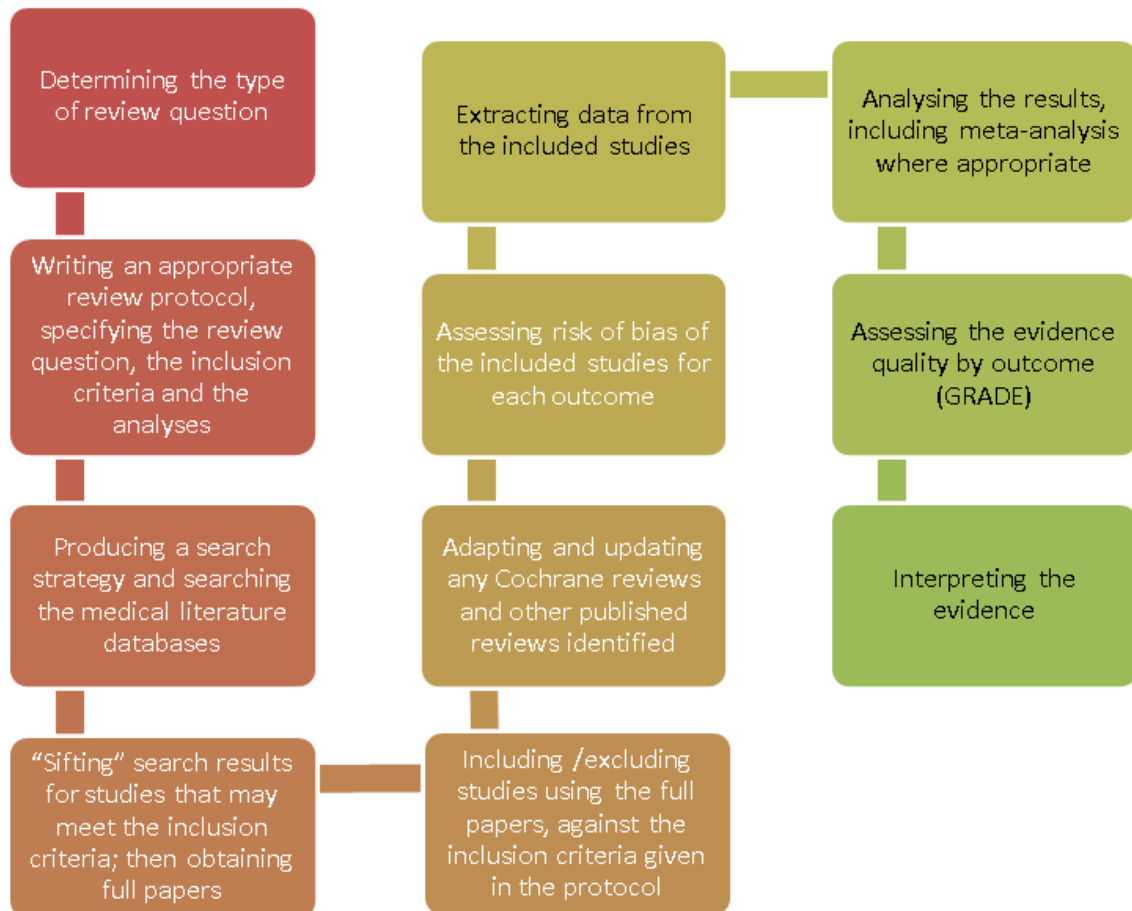 Determining the type
of review question
Writing an appropriate
review protocol,
specifying the review
question, the inclusion
criteria and the
analyses
Producing a search
strategy and searching
the medical literature
databases
“Sifting” search results
for studies that may
meet the inclusion
criteria; then obtaining
full papers
Including /excluding
studies using the full
papers, against the
inclusion criteria given
in the protocol
Adapting and updating
any Cochrane reviews
and other published
reviews identified
Assessing risk of bias of
the included studies for
each outcome
Extracting data from
the included studies
Analysing the results,
including meta-analysis
where appropriate
Assessing the evidence
quality by outcome
(GRADE)
Interpreting the
evidence